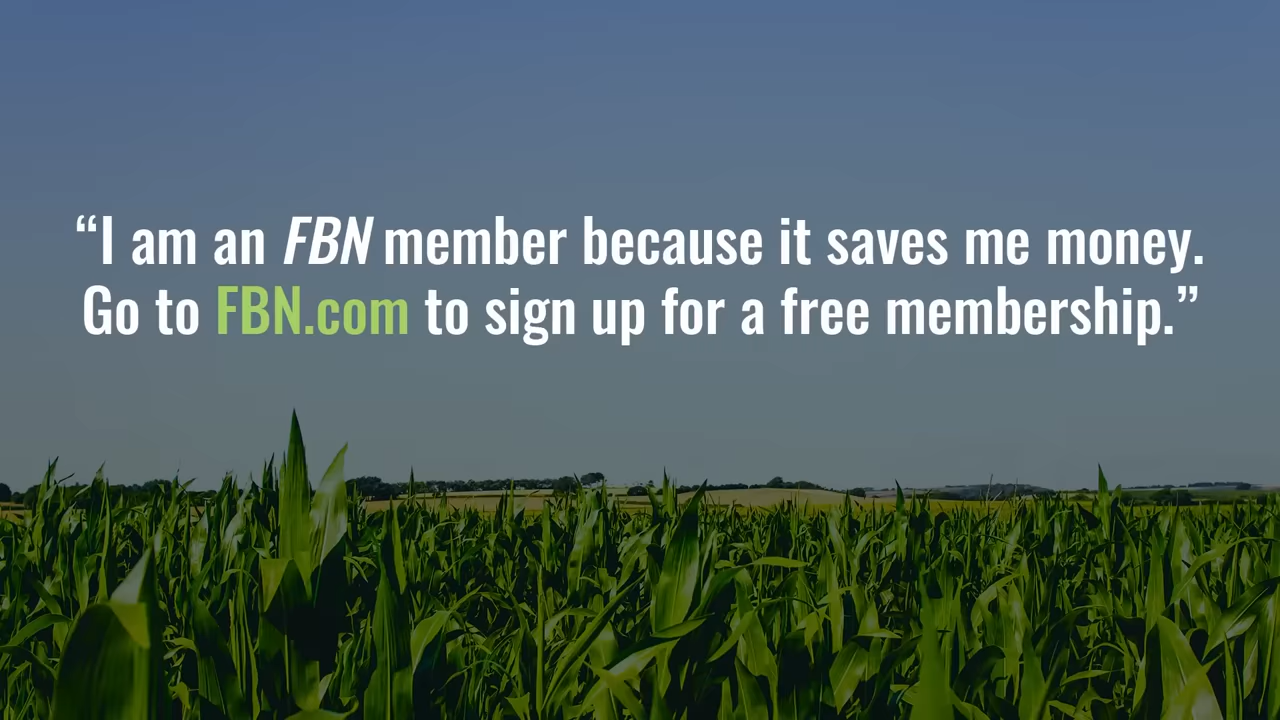 “I am an FBN member because it saves me money.
Go to FBN.com to sign up for a free membership.”